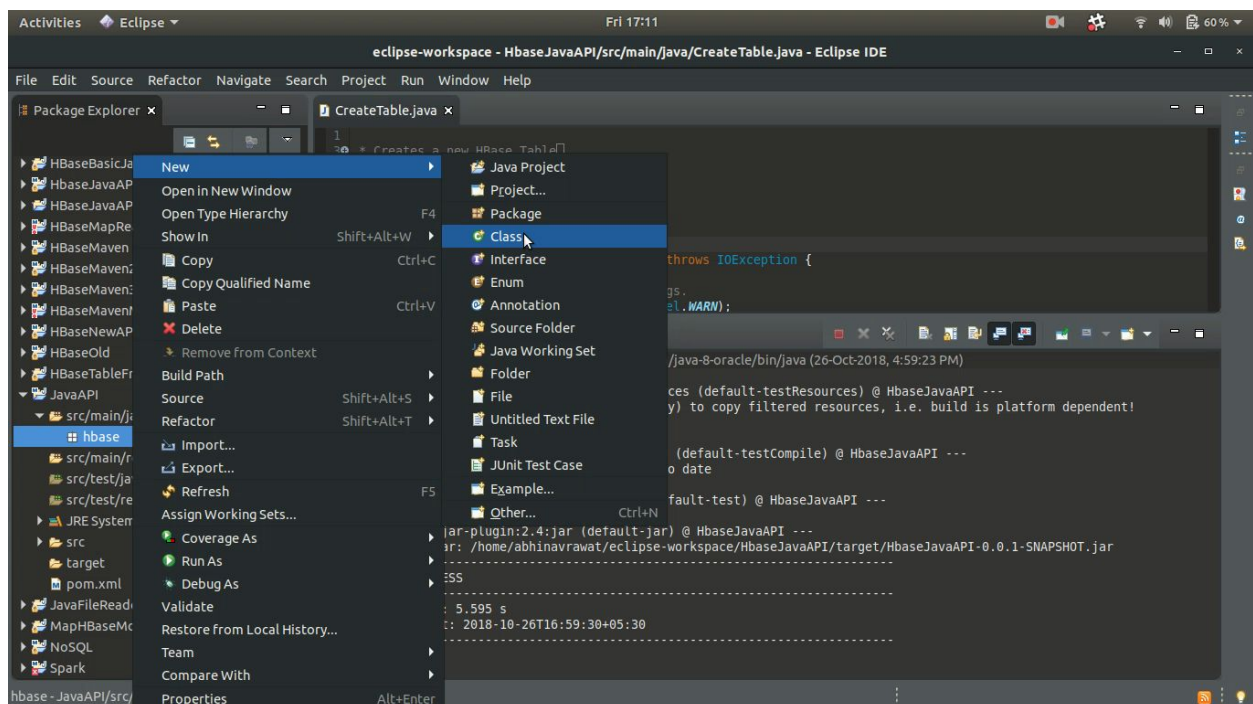 Activities Eclipse
Fri 17:11
60 %
eclipse-workspace - HbaseJavaAPI/src/main/java/CreateTable.java - Eclipse IDE
File Edit Source Refactor Navigate Search Project Run Window Help
Package Explorer
HBaseBasicJa
HbaseJavaAP
HBaseJavaAP
HBaseMapRe
HBaseMaven
HBaseMaven2
HBaseMaven3
HBaseMavenM
HBaseNewAP
HBaseOld
HBaseTableFr
JavaAPI
src/main/ja
hbase
src/main/r
src/test/ja
src/test/re
JRE System
src
target
pom.xml
JavaFileReade
MapHBaseMo
NoSQL
Spark
New
Open in New Window
Open Type Hierarchy F4
Show In Shift+Alt+W
Copy Ctrl+C
Copy Qualified Name
Paste Ctrl+V
Delete
Remove from Context
Build Path
Source Shift+Alt+S
Refactor Shift+Alt+T
Import...
Export...
Refresh F5
Assign Working Sets...
Coverage As
Run As
Debug As
Validate
Restore from Local History...
Team
Compare With
Properties Alt+Enter
Java Project
Project...
Package
Class
Interface
Enum
Annotation
Source Folder
Java Working Set
Folder
File
Untitled Text File
Task
JUnit Test Case
Example...
Other... Ctrl+N
CreateTable.java
1
3 * Creates a new HBase Table
throws IOException {
gs.
el.WARN);
/java-8-oracle/bin/java (26-Oct-2018, 4:59:23 PM)
ces (default-testResources) @ HbaseJavaAPI ---
y) to copy filtered resources, i.e. build is platform dependent!
(default-testCompile) @ HbaseJavaAPI ---
o date
fault-test) @ HbaseJavaAPI ---
jar-plugin:2.4:jar (default-jar) @ HbaseJavaAPI ---
ar: /home/abhinavrawat/eclipse-workspace/HbaseJavaAPI/target/HbaseJavaAPI-0.0.1-SNAPSHOT.jar
------------------------------------------------------------
ESS
------------------------------------------------------------
: 5.595 s
t: 2018-10-26T16:59:30+05:30
------------------------------------------------------------
hbase - JavaAPI/src/